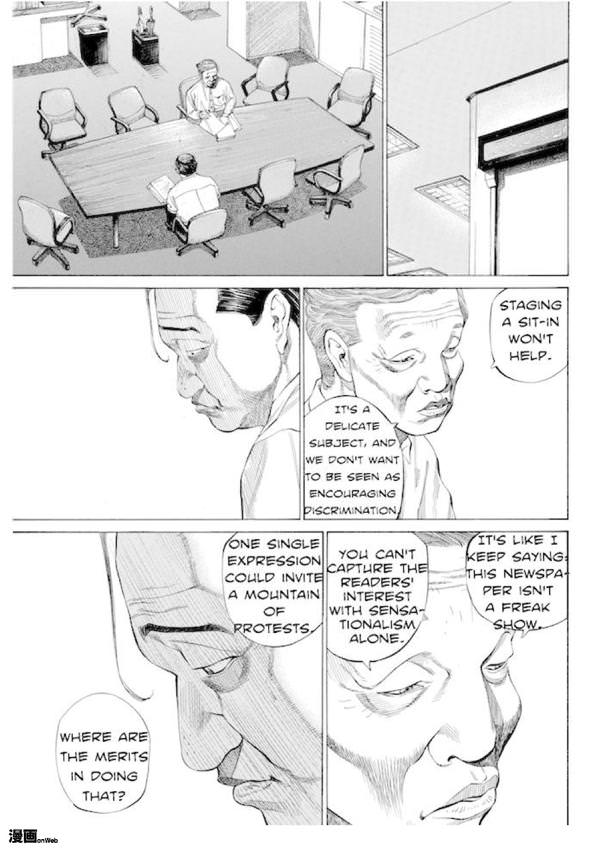 STAGING
A SIT-IN
WON'T
HELP.
IT'S A
DELICATE
SUBJECT, AND
WE DON'T WANT
TO BE SEEN AS
ENCOURAGING
DISCRIMINATION.
IT'S LIKE I
KEEP SAYING:
THIS NEWSPA-
PER ISN'T
A FREAK
SHOW.
YOU CAN'T
CAPTURE THE
READERS'
INTEREST
WITH SENSA-
TIONALISM
ALONE.
ONE SINGLE
EXPRESSION
COULD INVITE
A MOUNTAIN
OF
PROTESTS.
WHERE ARE
THE MERITS
IN DOING
THAT?
漫画onWeb